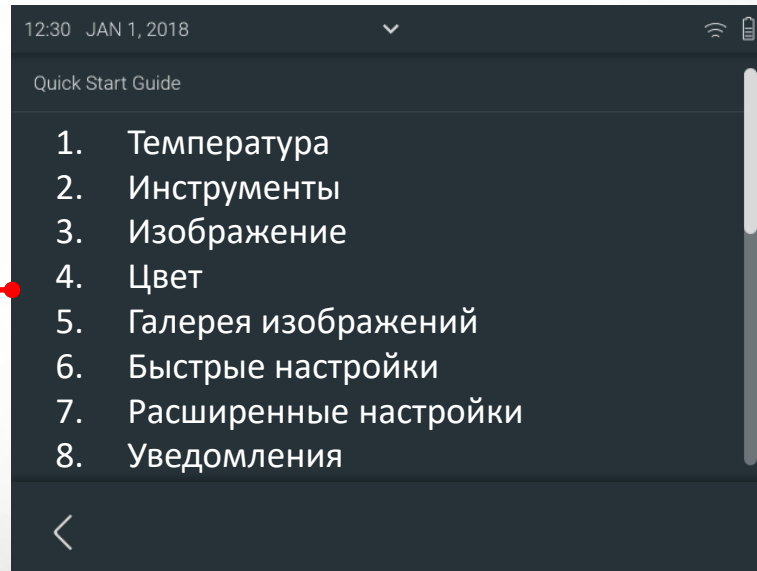 12:30 JAN 1, 2018
Quick Start Guide
1. Температура
2. Инструменты
3. Изображение
4. Цвет
5. Галерея изображений
6. Быстрые настройки
7. Расширенные настройки
8. Уведомления